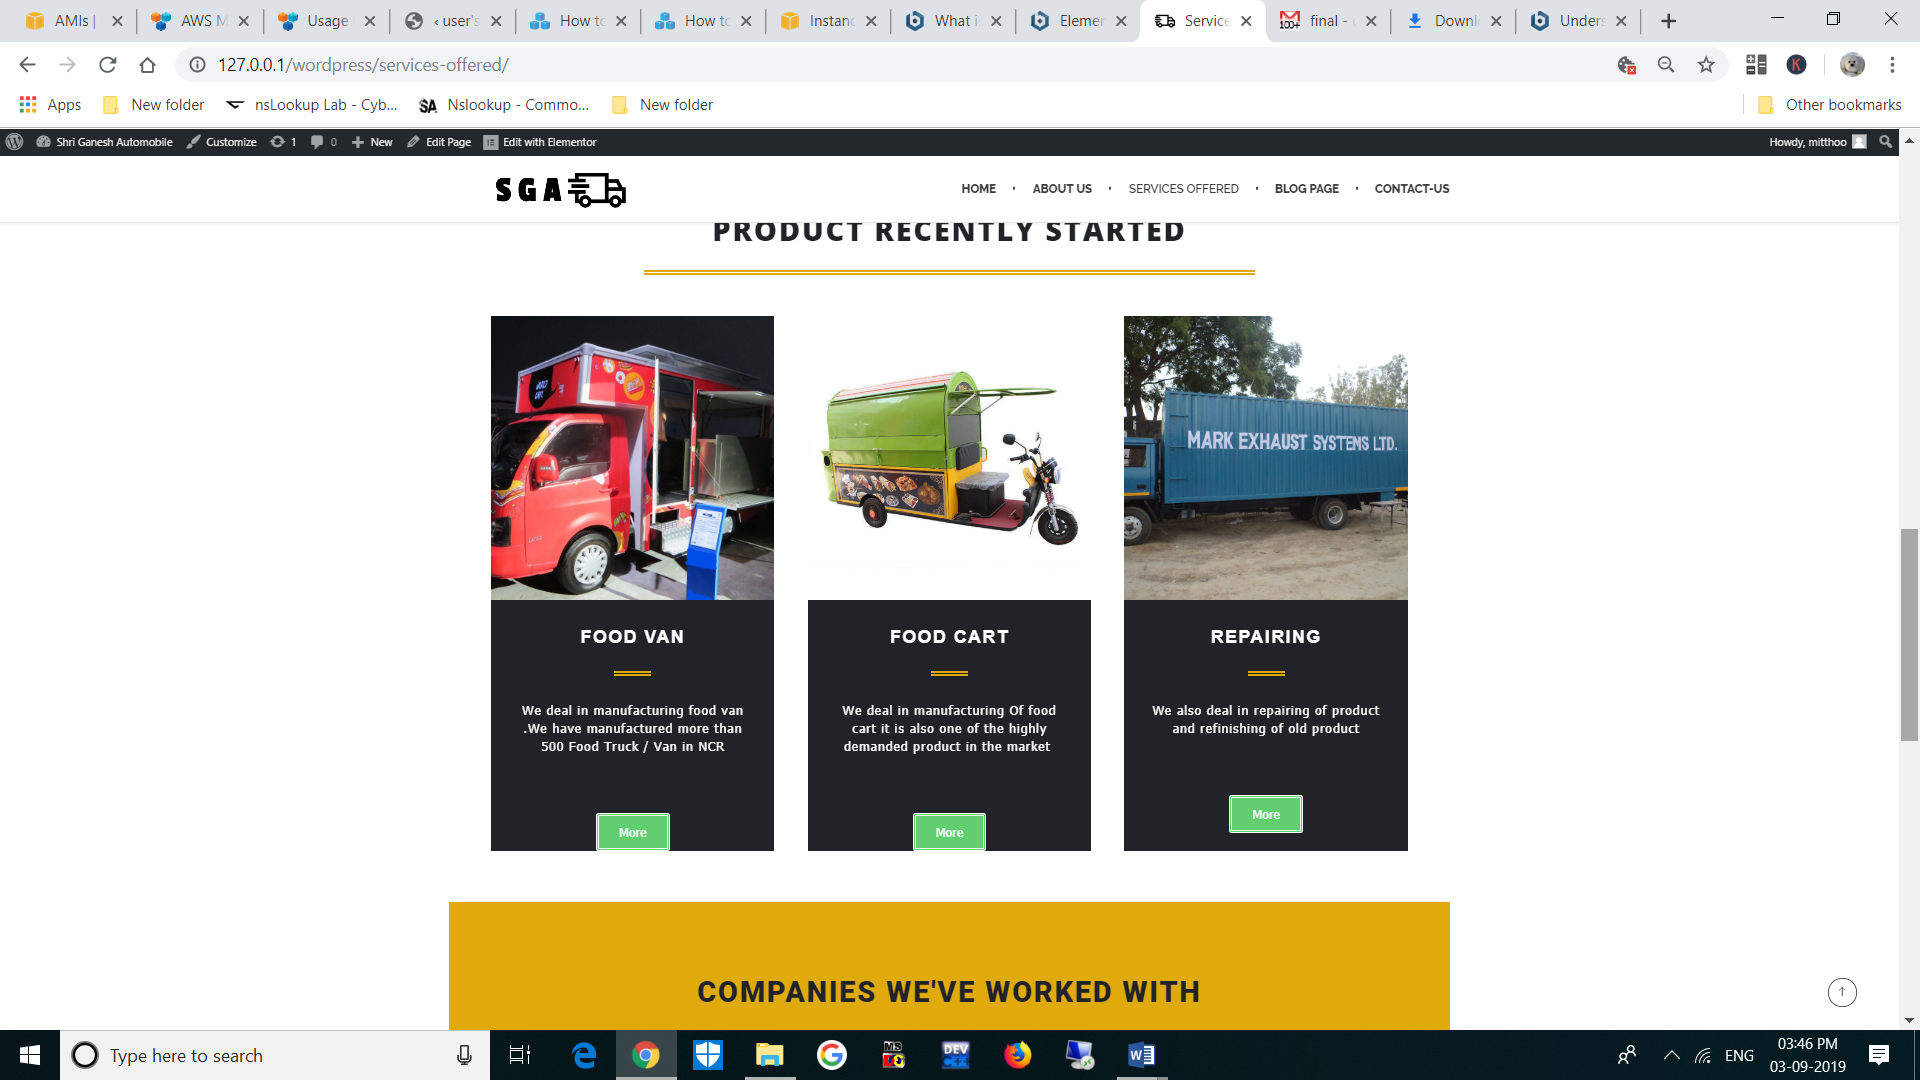 AMIs |
AWS M
Usage
‹ user's
How to
How to
Instanc
What i
Elemen
Service
100+
final -
Downl
Unders
127.0.0.1/wordpress/services-offered/
K
Apps
New folder
nsLookup Lab - Cyb...
SA
Nslookup - Commo...
New folder
Other bookmarks
Shri Ganesh Automobile
Customize
1
0
New
Edit Page
Edit with Elementor
Howdy, mitthoo
SGA
HOME
ABOUT US
SERVICES OFFERED
BLOG PAGE
CONTACT-US
PRODUCT RECENTLY STARTED
MARK EXHAUST SYSTEMS LTD.
FOOD VAN
We deal in manufacturing food van
.We have manufactured more than
500 Food Truck / Van in NCR
More
FOOD CART
We deal in manufacturing Of food
cart it is also one of the highly
demanded product in the market
More
REPAIRING
We also deal in repairing of product
and refinishing of old product
More
COMPANIES WE'VE WORKED WITH
Type here to search
DEV
C++
ENG
03:46 PM
03-09-2019